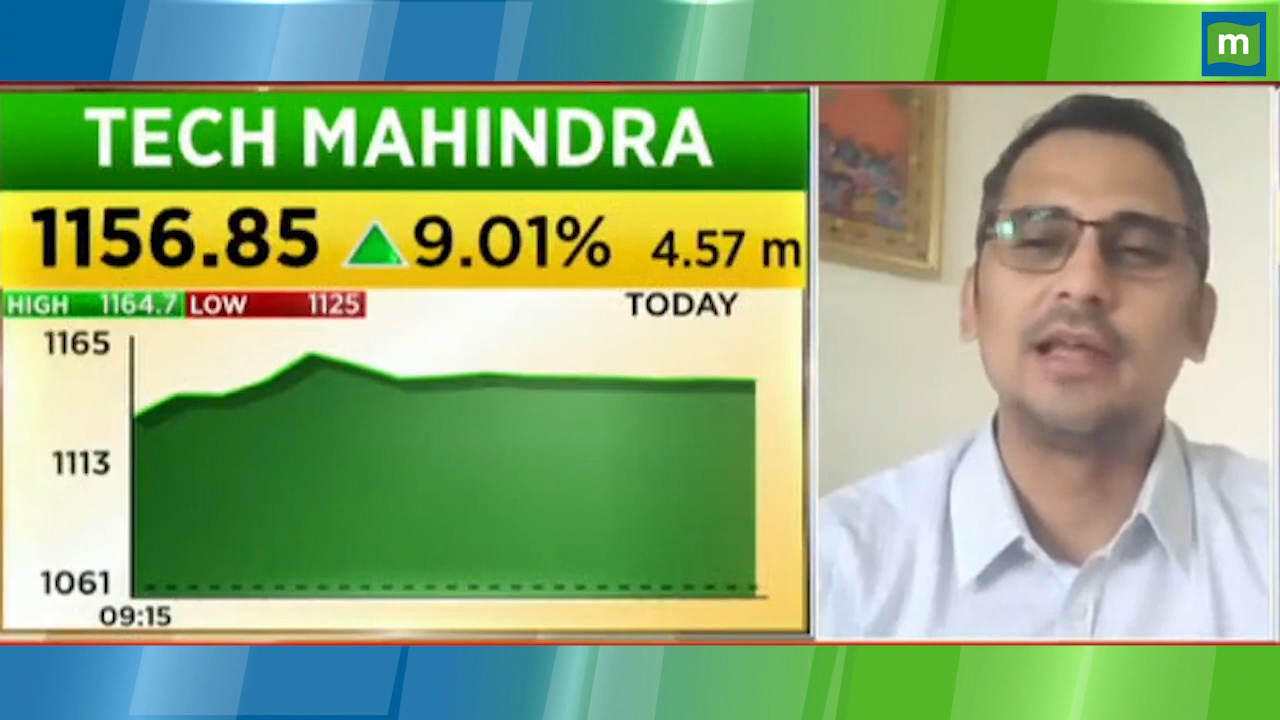 m
TECH MAHINDRA
1156.85 ▲ 9.01% 4.57 m
HIGH 1164.7 LOW 1125 TODAY
1165
1113
1061
09:15